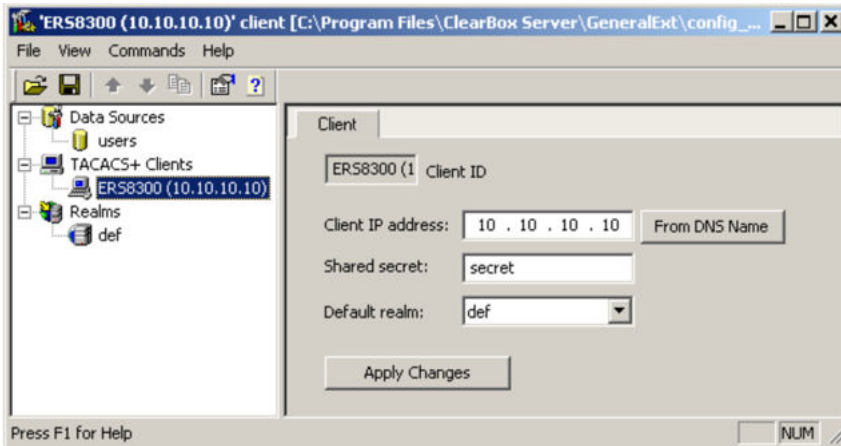 'ERS8300 (10.10.10.10)' client [C:\Program Files\ClearBox Server\GeneralExt\config_...
File View Commands Help
Data Sources
users
TACACS+ Clients
ERS8300 (10.10.10.10)
Realms
def
Client
ERS8300 (1 Client ID
Client IP address: 10 . 10 . 10 . 10 From DNS Name
Shared secret: secret
Default realm: def
Apply Changes
Press F1 for Help NUM